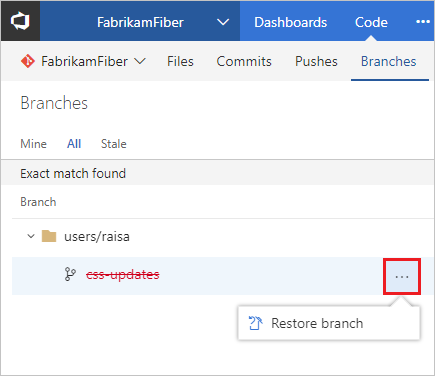 FabrikamFiber Dashboards Code ...
FabrikamFiber Files Commits Pushes Branches
Branches
Mine All Stale
Exact match found
Branch
users/raisa
css-updates ...
Restore branch